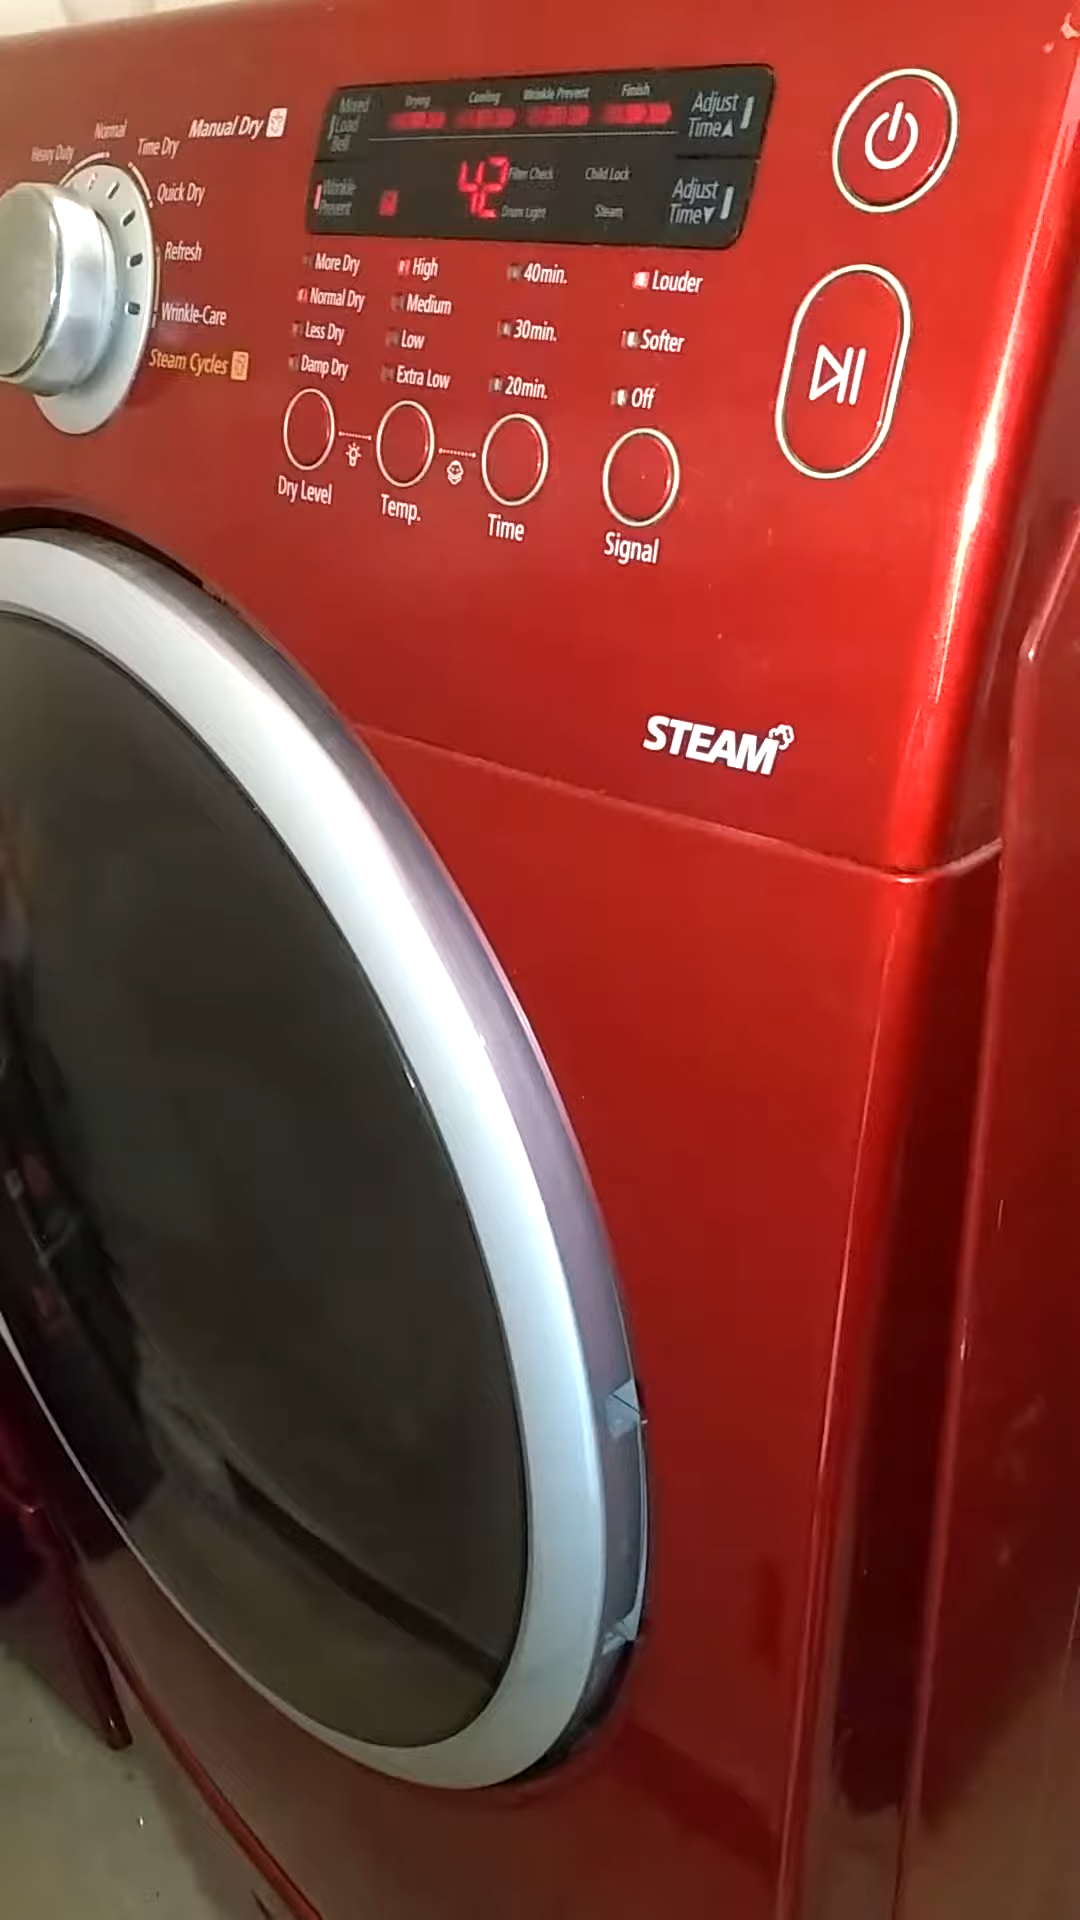 Manual Dry
Heavy Duty
Normal
Time Dry
Quick Dry
Refresh
Wrinkle-Care
Steam Cycles
Mixed
Load
Bell
Drying
Cooling
Wrinkle Prevent
Finish
Adjust
Time▲
Wrinkle
Prevent
42
Filter Check
Child Lock
Drum Light
Steam
Adjust
Time▼
More Dry
Normal Dry
Less Dry
Damp Dry
High
Medium
Low
Extra Low
40min.
30min.
20min.
Louder
Softer
Off
Dry Level
Temp.
Time
Signal
STEAM